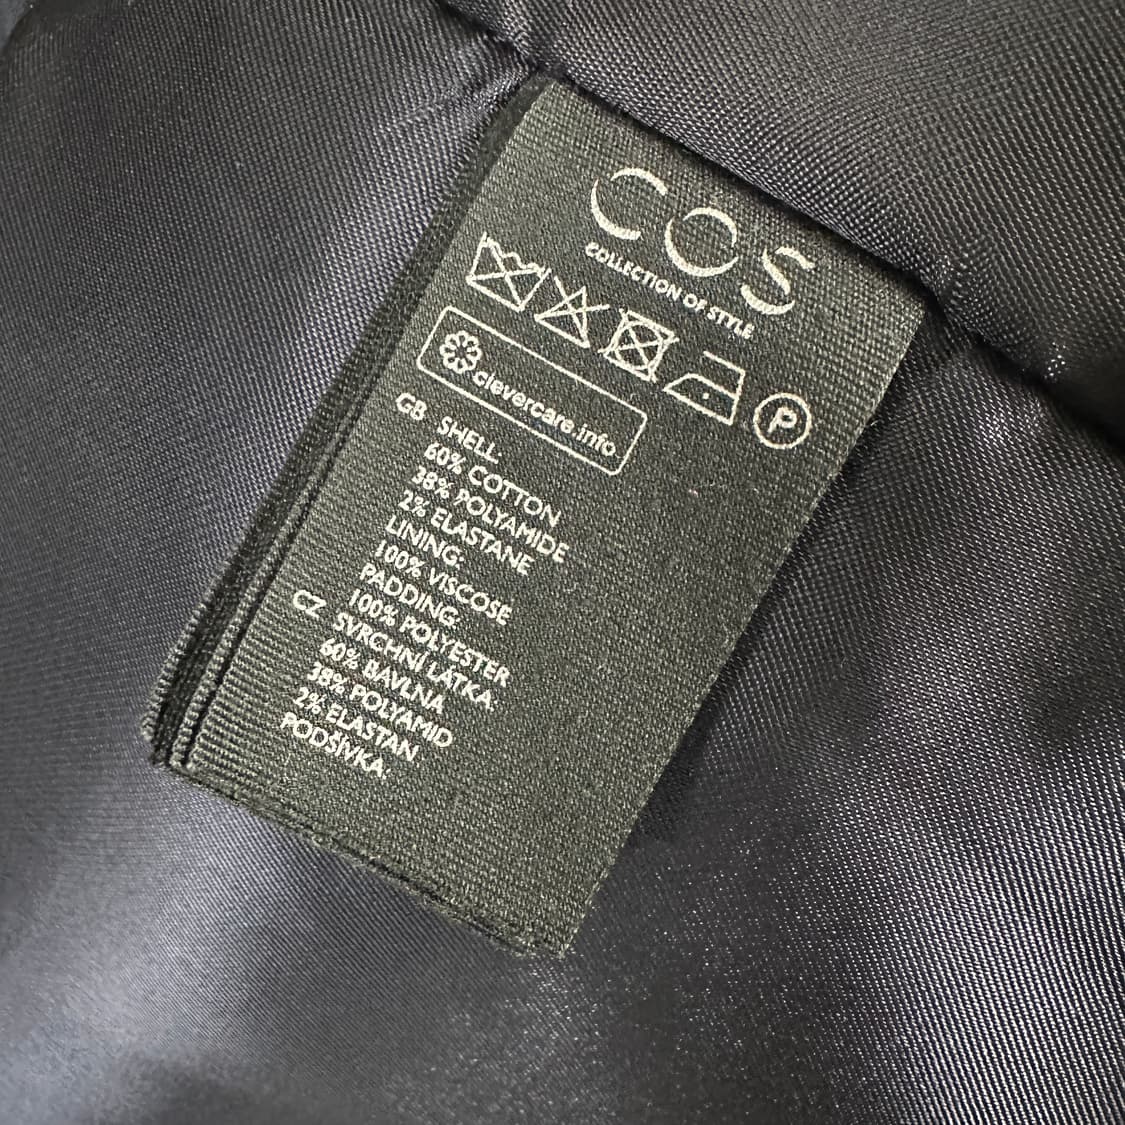 COS
COLLECTION OF STYLE
P
clevercare.info
GB SHELL.
60% COTTON
38% POLYAMIDE
2% ELASTANE
LINING.
100% VISCOSE
PADDING.
100% POLYESTER
CZ SVRCHNÍ LÁTKA.
60% BAVLNA
38% POLYAMID
2% ELASTAN
PODŠÍVKA.